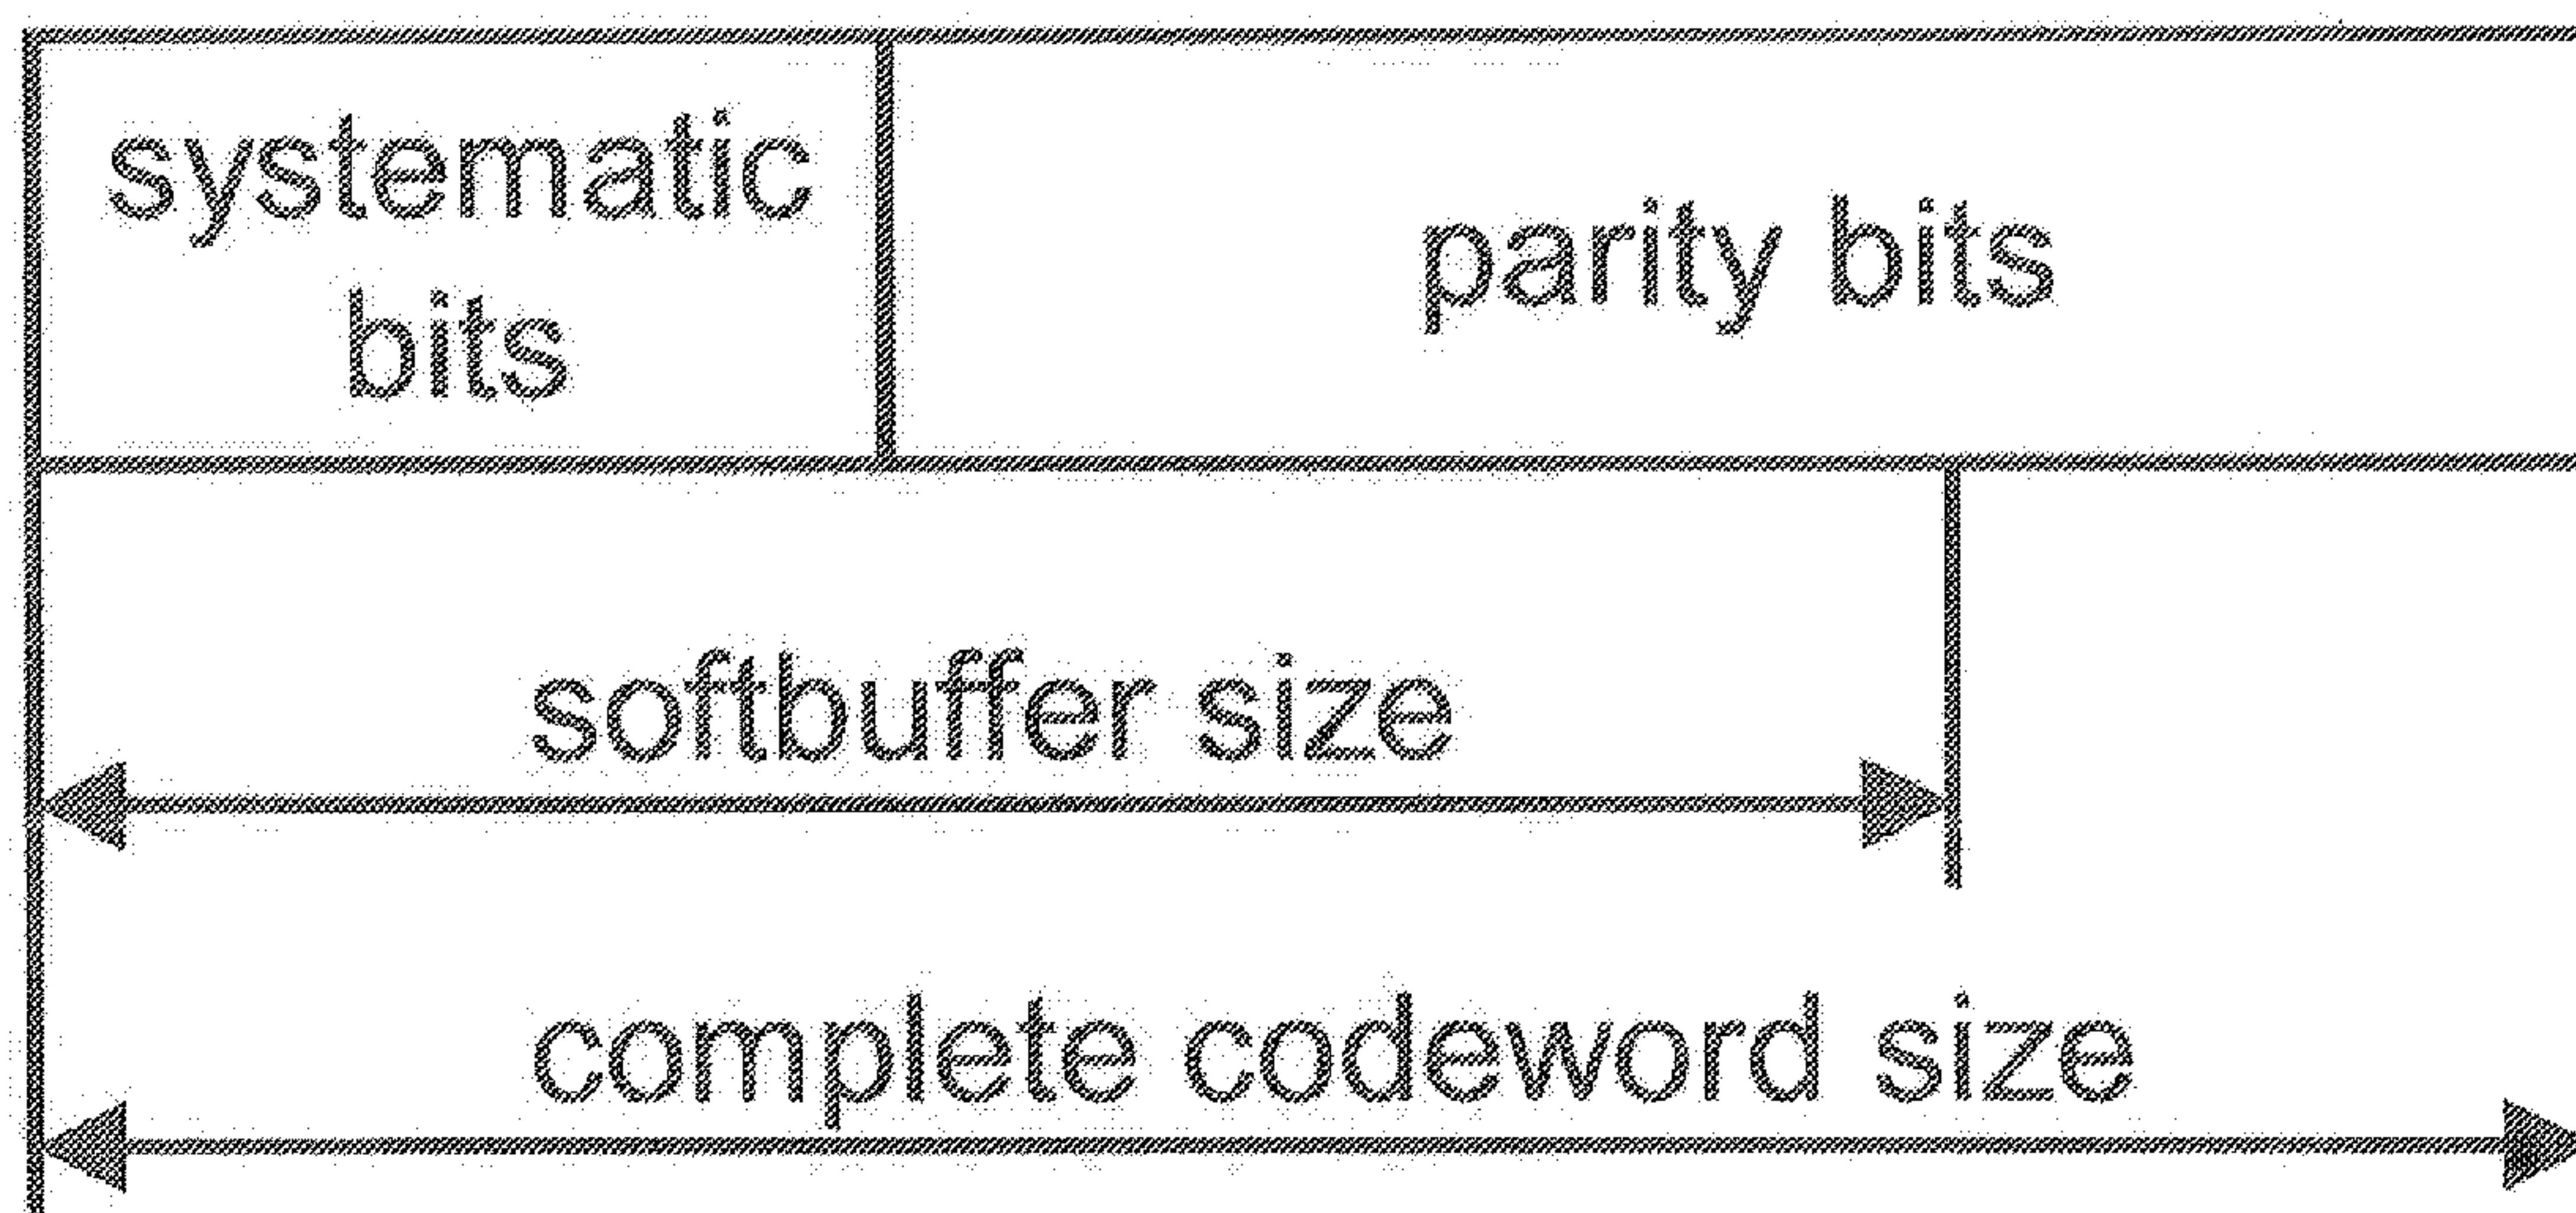 systematic
bits
parity bits
softbuffer size
complete codeword size